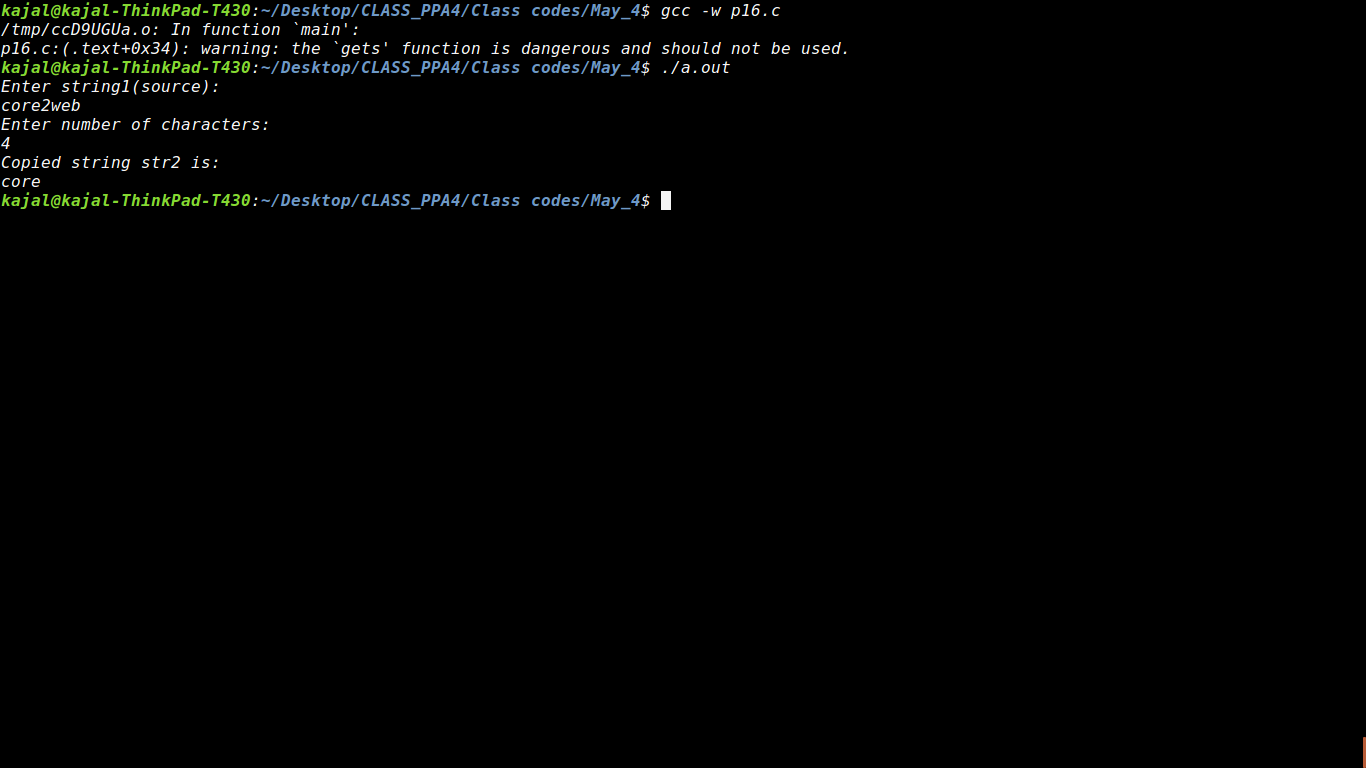 kajal@kajal-ThinkPad-T430:~/Desktop/CLASS_PPA4/Class codes/May_4$ gcc -w p16.c
/tmp/ccD9UGUa.o: In function `main':
p16.c:(.text+0x34): warning: the `gets' function is dangerous and should not be used.
kajal@kajal-ThinkPad-T430:~/Desktop/CLASS_PPA4/Class codes/May_4$ ./a.out
Enter string1(source):
core2web
Enter number of characters:
4
Copied string str2 is:
core
kajal@kajal-ThinkPad-T430:~/Desktop/CLASS_PPA4/Class codes/May_4$